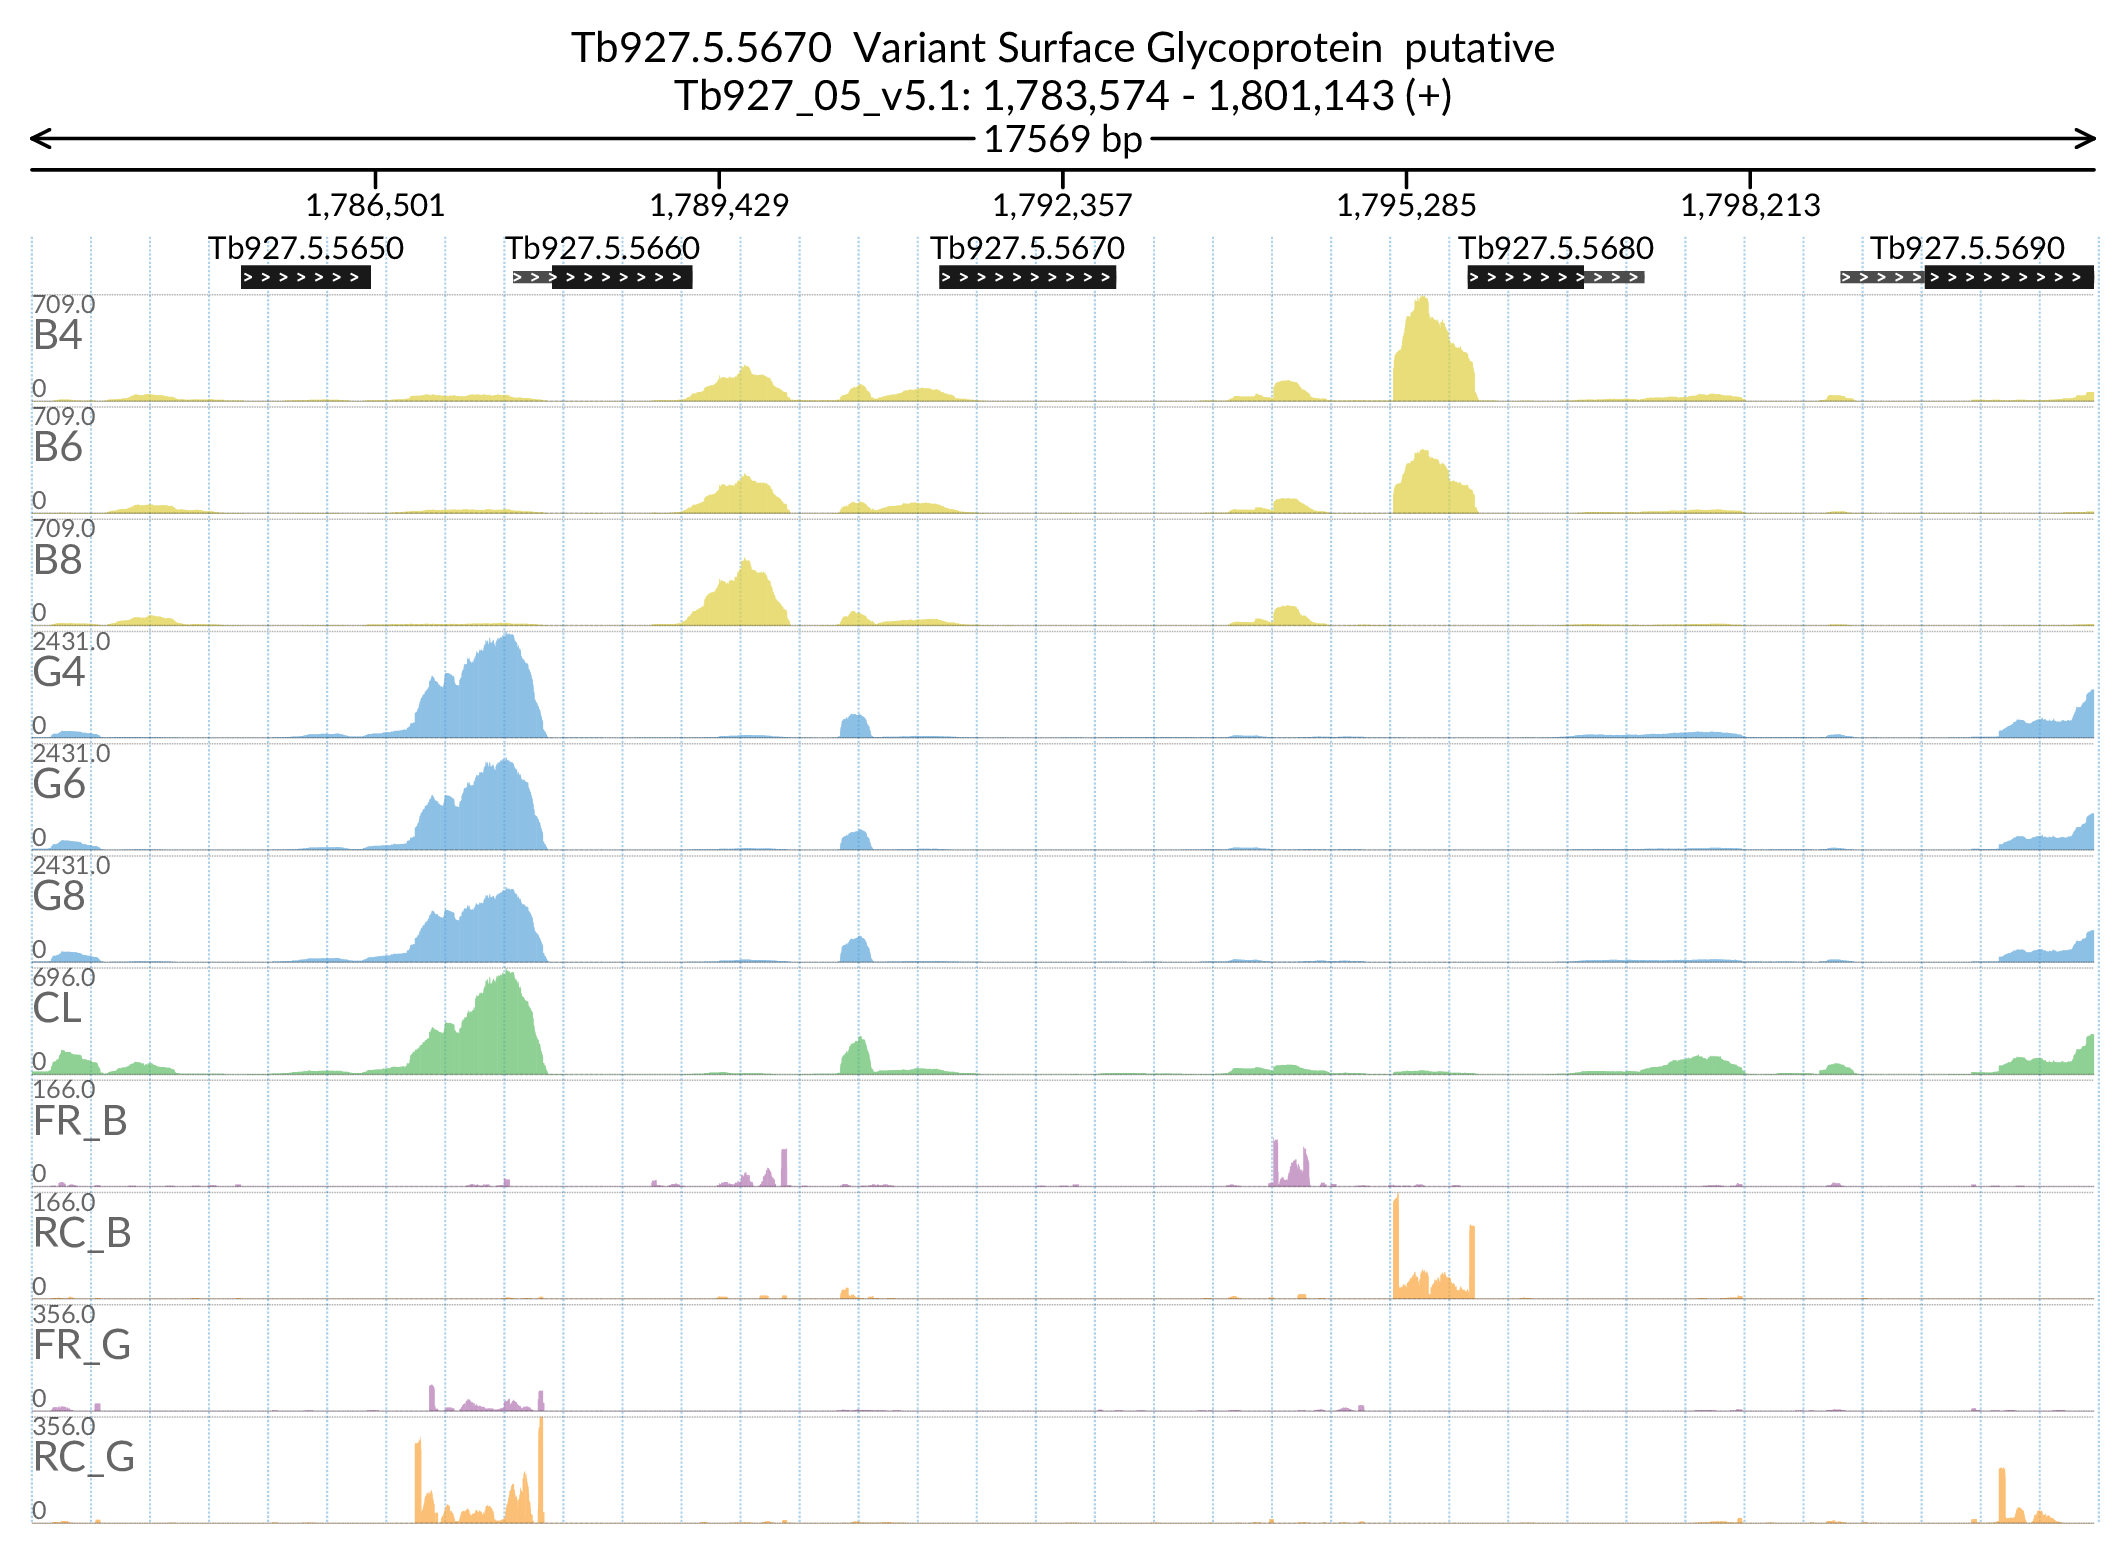 Tb927.5.5670  Variant Surface Glycoprotein  putative
Tb927_05_v5.1: 1,783,574 - 1,801,143 (+)
17569 bp
1,786,501 1,789,429 1,792,357 1,795,285 1,798,213
Tb927.5.5650 Tb927.5.5660 Tb927.5.5670 Tb927.5.5680 Tb927.5.5690
709.0
B4
0
709.0
B6
0
709.0
B8
0
2431.0
G4
0
2431.0
G6
0
2431.0
G8
0
696.0
CL
0
166.0
FR_B
0
166.0
RC_B
0
356.0
FR_G
0
356.0
RC_G
0